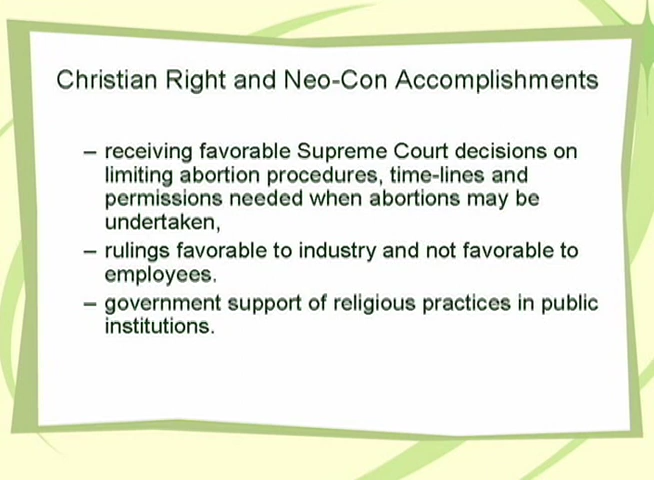 Christian Right and Neo-Con Accomplishments
– receiving favorable Supreme Court decisions on
limiting abortion procedures, time-lines and
permissions needed when abortions may be
undertaken,
– rulings favorable to industry and not favorable to
employees.
– government support of religious practices in public
institutions.